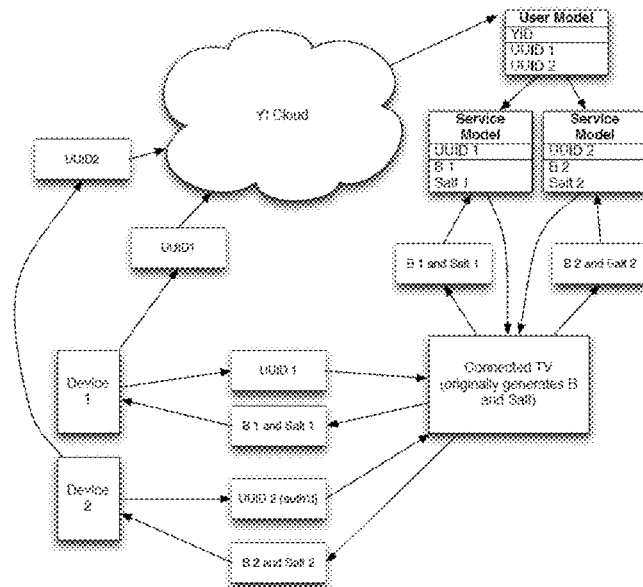 User Model
YID
UUID 1
UUID 2
YI Cloud
Service
Model
UUID 1
B 1
Salt 1
Service
Model
UUID 2
B 2
Salt 2
UUID2
UUID1
B 1 and Salt 1
B 2 and Salt 2
Device
1
UUID 1
Connected TV
(originally generates B
and Salt)
B 1 and Salt 1
Device
2
UUID 2 (auth'd)
B 2 and Salt 2